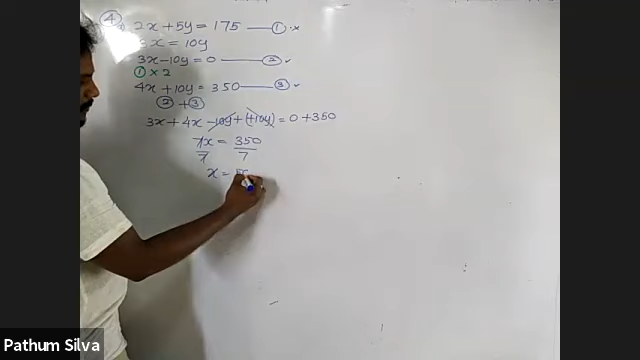 ④ 2x + 5y = 175 —— ① ×
3x = 10y
3x - 10y = 0 —— ② ✓
① × 2
4x + 10y = 350 —— ③ ✓
② + ③
3x + 4x - 10y + (+10y) = 0 + 350
7x/7 = 350/7
x = 5
Pathum Silva